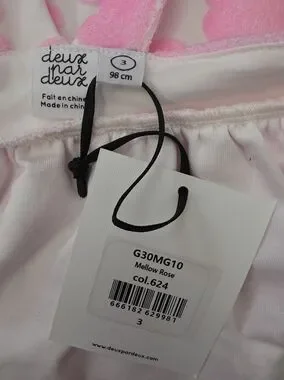 deux
par
deux
3
98 cm
Fait en chine
Made in china
G30MG10
Mellow Rose
col.624
666182 629981
3
www.deuxpardeux.com